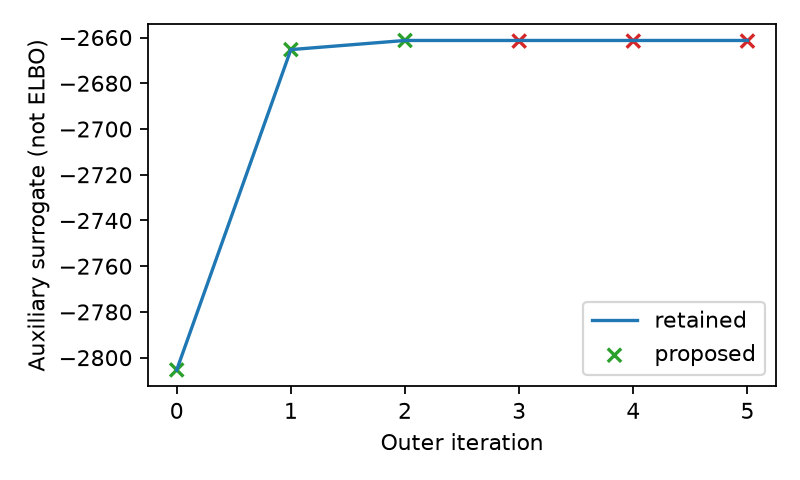 Auxiliary surrogate (not ELBO)
−2660
−2680
−2700
−2720
−2740
−2760
−2780
−2800
retained
proposed
0 1 2 3 4 5
Outer iteration